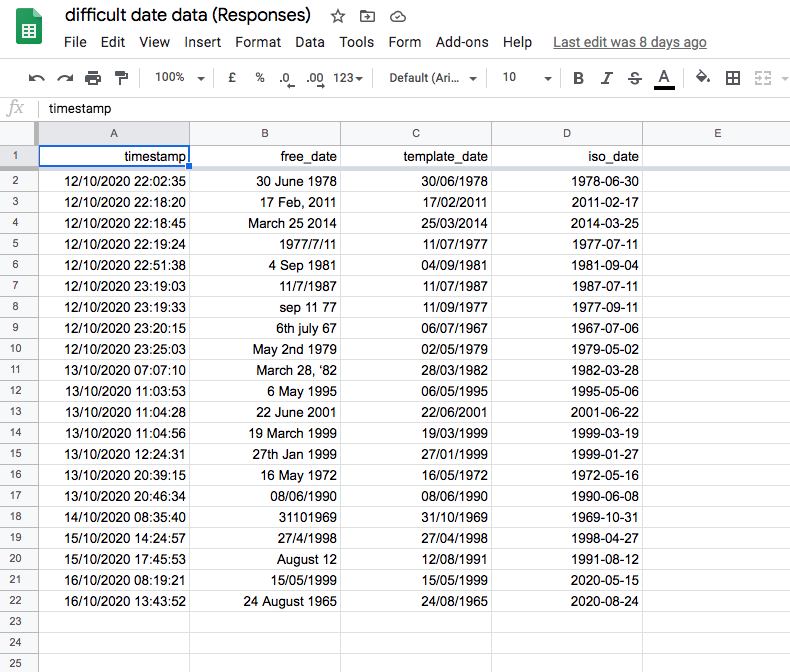 difficult date data (Responses)
File Edit View Insert Format Data Tools Form Add-ons Help Last edit was 8 days ago
100% £ % .0 .00 123 Default (Ari... 10 B I S A
fx timestamp
A B C D E
1 timestamp free_date template_date iso_date
2 12/10/2020 22:02:35 30 June 1978 30/06/1978 1978-06-30
3 12/10/2020 22:18:20 17 Feb, 2011 17/02/2011 2011-02-17
4 12/10/2020 22:18:45 March 25 2014 25/03/2014 2014-03-25
5 12/10/2020 22:19:24 1977/7/11 11/07/1977 1977-07-11
6 12/10/2020 22:51:38 4 Sep 1981 04/09/1981 1981-09-04
7 12/10/2020 23:19:03 11/7/1987 11/07/1987 1987-07-11
8 12/10/2020 23:19:33 sep 11 77 11/09/1977 1977-09-11
9 12/10/2020 23:20:15 6th july 67 06/07/1967 1967-07-06
10 12/10/2020 23:25:03 May 2nd 1979 02/05/1979 1979-05-02
11 13/10/2020 07:07:10 March 28, ‘82 28/03/1982 1982-03-28
12 13/10/2020 11:03:53 6 May 1995 06/05/1995 1995-05-06
13 13/10/2020 11:04:28 22 June 2001 22/06/2001 2001-06-22
14 13/10/2020 11:04:56 19 March 1999 19/03/1999 1999-03-19
15 13/10/2020 12:24:31 27th Jan 1999 27/01/1999 1999-01-27
16 13/10/2020 20:39:15 16 May 1972 16/05/1972 1972-05-16
17 13/10/2020 20:46:34 08/06/1990 08/06/1990 1990-06-08
18 14/10/2020 08:35:40 31101969 31/10/1969 1969-10-31
19 15/10/2020 14:24:57 27/4/1998 27/04/1998 1998-04-27
20 15/10/2020 17:45:53 August 12 12/08/1991 1991-08-12
21 16/10/2020 08:19:21 15/05/1999 15/05/1999 2020-05-15
22 16/10/2020 13:43:52 24 August 1965 24/08/1965 2020-08-24
23
24
25